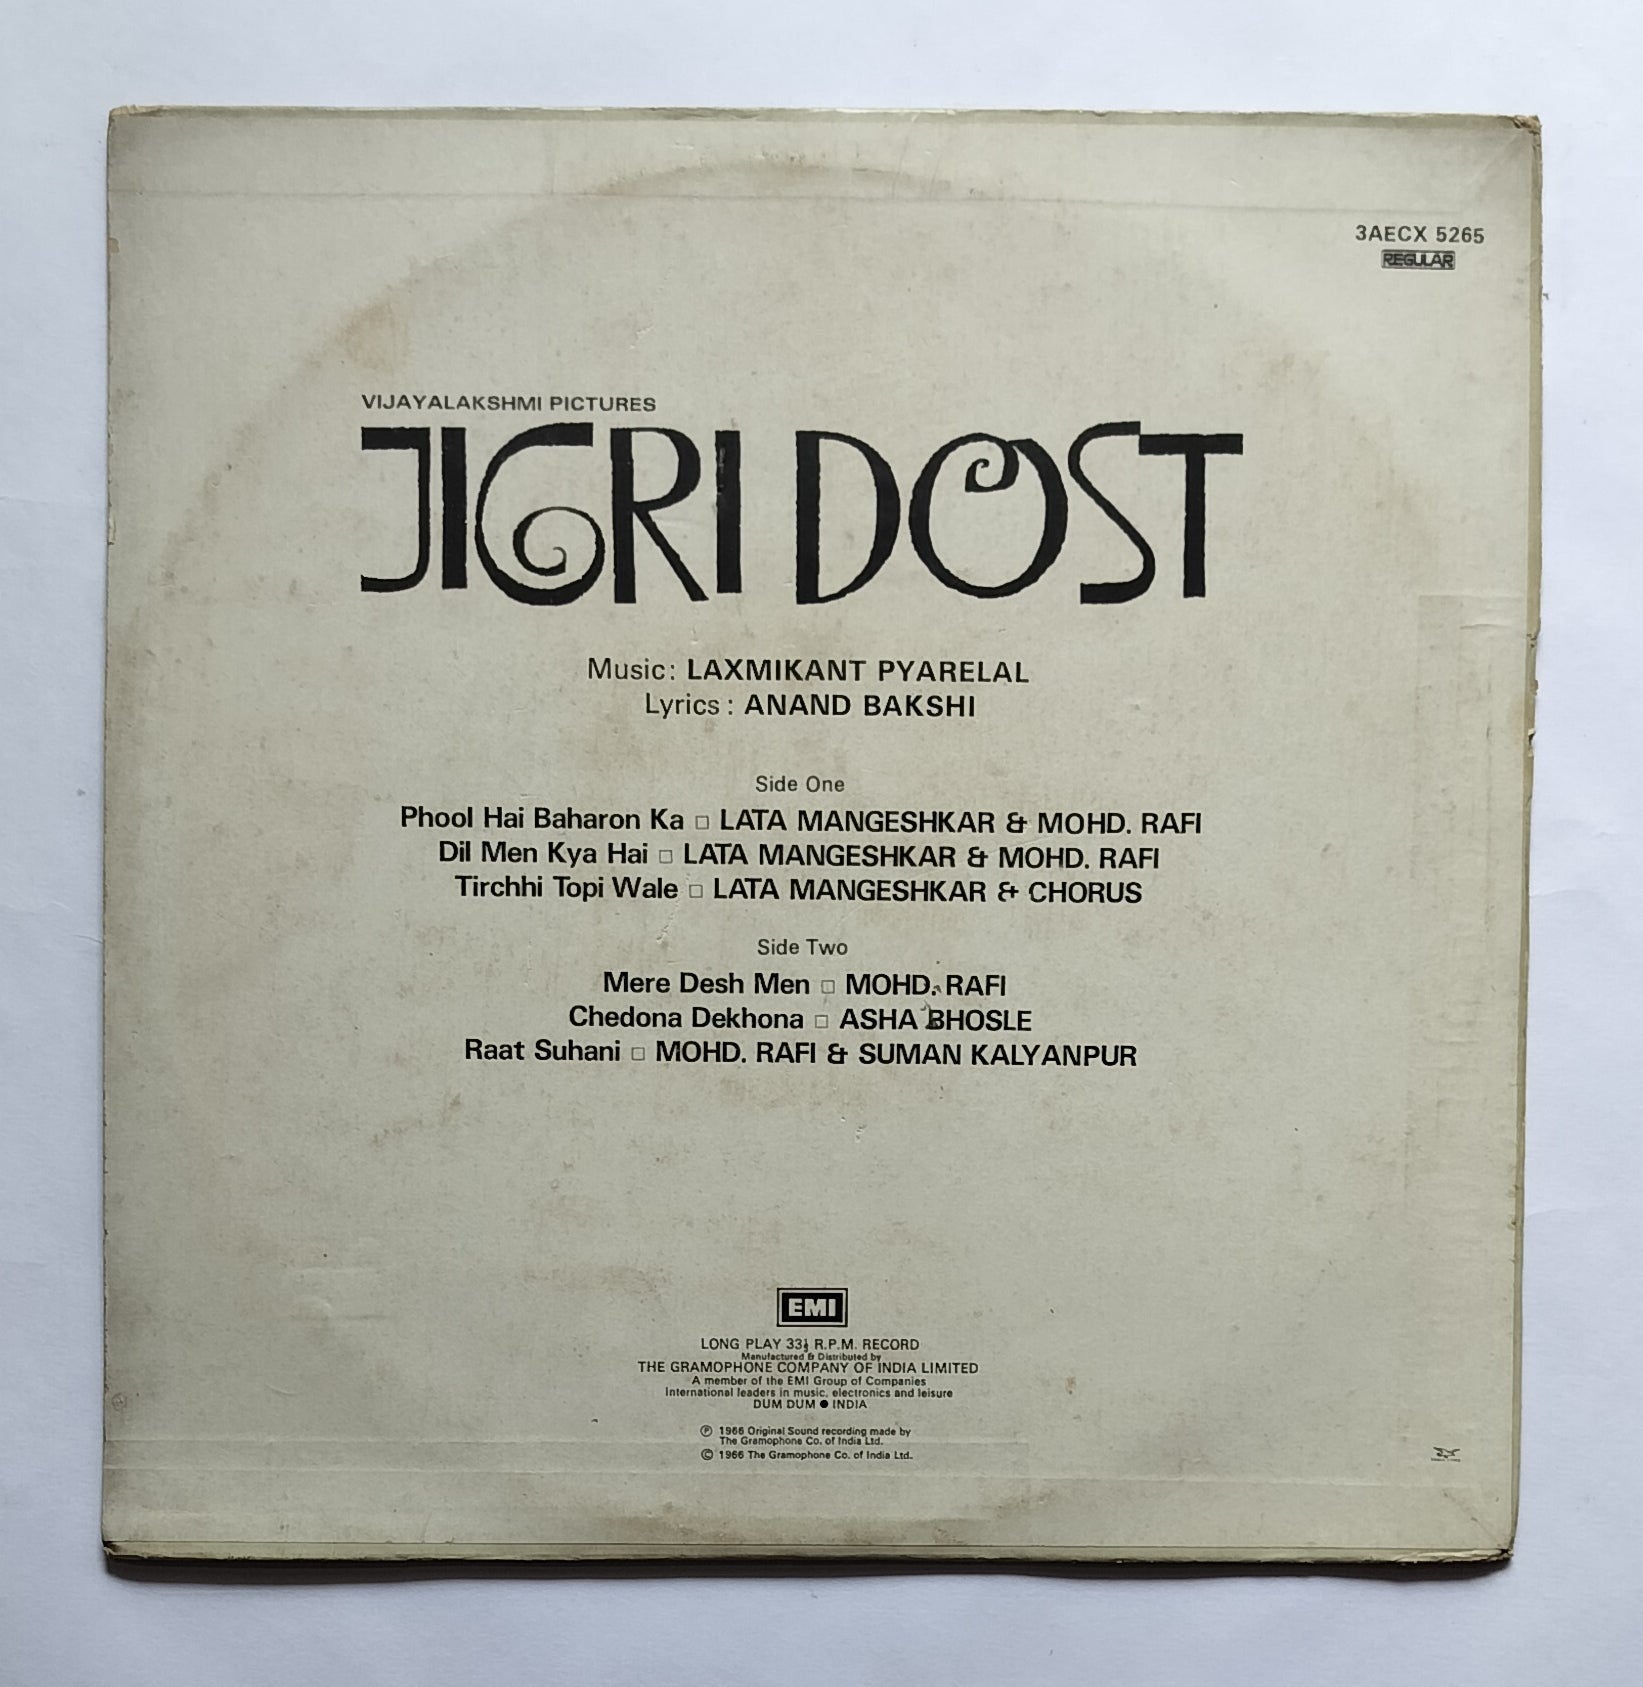 3AECX 5265
REGULAR
VIJAYALAKSHMI PICTURES
JIGRI DOST
Music: LAXMIKANT PYARELAL
Lyrics : ANAND BAKSHI
Side One
Phool Hai Baharon Ka □ LATA MANGESHKAR & MOHD. RAFI
Dil Men Kya Hai □ LATA MANGESHKAR & MOHD. RAFI
Tirchhi Topi Wale □ LATA MANGESHKAR & CHORUS
Side Two
Mere Desh Men □ MOHD. RAFI
Chedona Dekhona □ ASHA BHOSLE
Raat Suhani □ MOHD. RAFI & SUMAN KALYANPUR
EMI
LONG PLAY 33⅓ R.P.M. RECORD
Manufactured & Distributed by
THE GRAMOPHONE COMPANY OF INDIA LIMITED
A member of the EMI Group of Companies
International leaders in music, electronics and leisure
DUM DUM ● INDIA
℗ 1966 Original Sound recording made by
The Gramophone Co. of India Ltd.
© 1966 The Gramophone Co. of India Ltd.